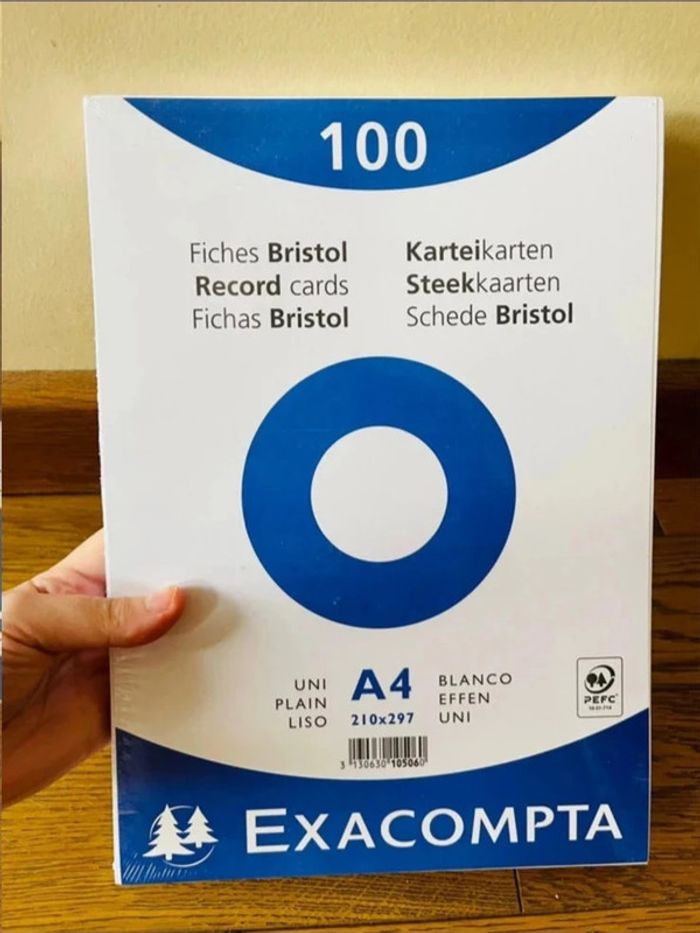 100
Fiches Bristol
Record cards
Fichas Bristol
Karteikarten
Steekkaarten
Schede Bristol
UNI
PLAIN
LISO
A4
210x297
BLANCO
EFFEN
UNI
PEFC
3 130630 105060
EXACOMPTA